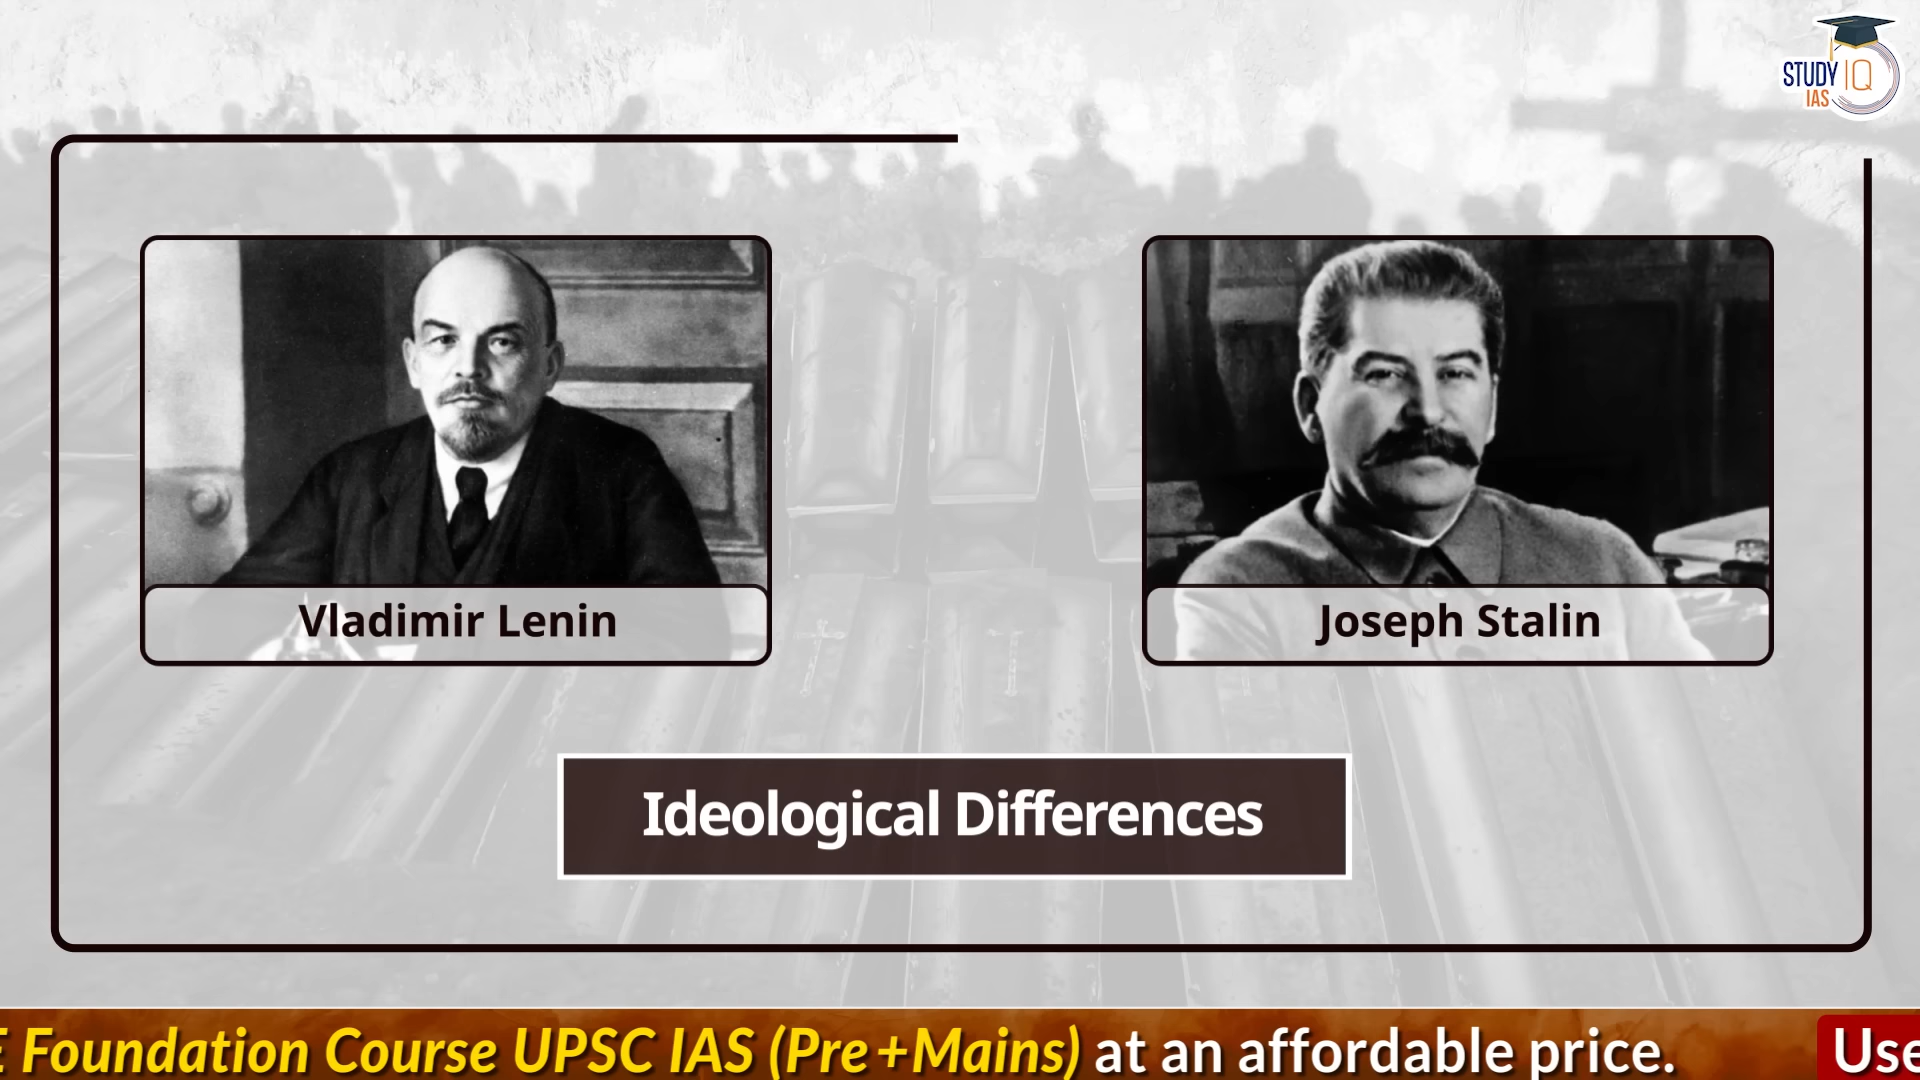 STUDY IQ
IAS
Vladimir Lenin
Joseph Stalin
Ideological Differences
Foundation Course UPSC IAS (Pre+Mains) at an affordable price.